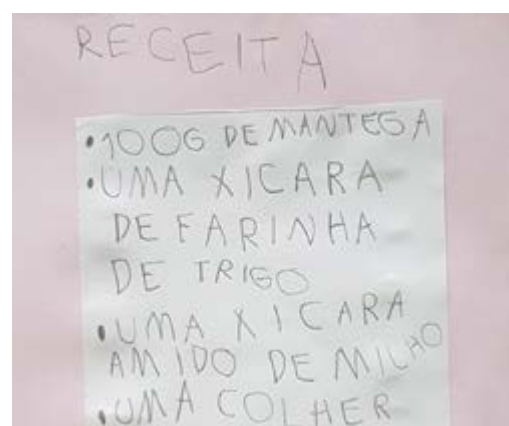 RECEITA
•100G DE MANTEGA
•UMA XICARA
DE FARINHA
DE TRIGO
•UMA XICARA
AMIDO DE MILHO
•UMA COLHER